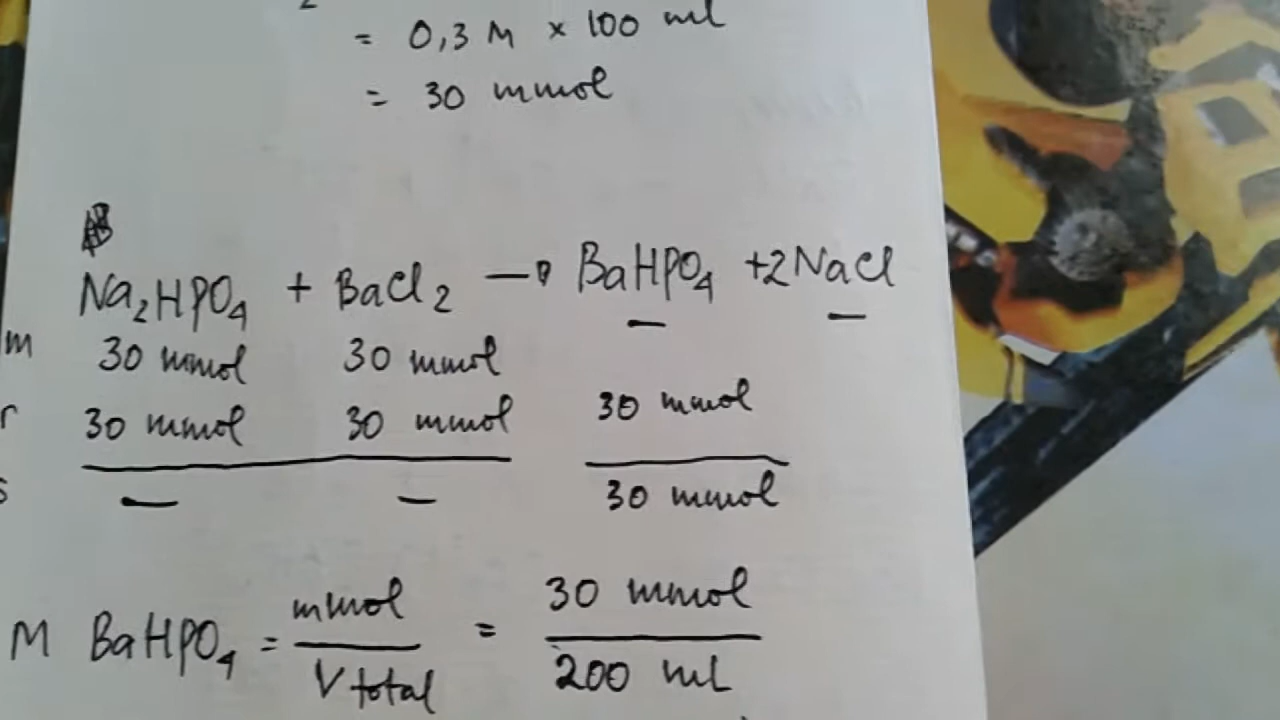 = 0,3 M × 100 ml
= 30 mmol
Na₂HPO₄ + BaCl₂ → BaHPO₄ +2NaCl
m 30 mmol 30 mmol — —
r 30 mmol 30 mmol 30 mmol
s — — 30 mmol
M BaHPO₄ = mmol / V total = 30 mmol / 200 mL